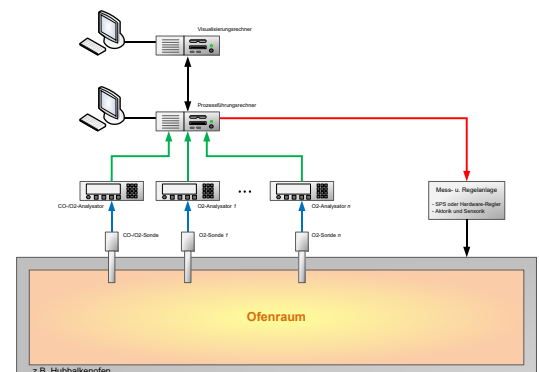 Visualisierungsrechner
Prozessführungsrechner
CO-/O2-Analysator
O2-Analysator 1
...
O2-Analysator n
Mess- u. Regelanlage
- SPS oder Hardware-Regler
- Aktorik und Sensorik
CO-/O2-Sonde
O2-Sonde 1
O2-Sonde n
Ofenraum
z.B. Hubbalkenofen